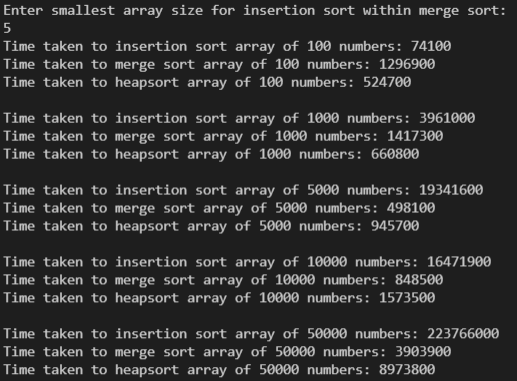 Enter smallest array size for insertion sort within merge sort:
5
Time taken to insertion sort array of 100 numbers: 74100
Time taken to merge sort array of 100 numbers: 1296900
Time taken to heapsort array of 100 numbers: 524700
Time taken to insertion sort array of 1000 numbers: 3961000
Time taken to merge sort array of 1000 numbers: 1417300
Time taken to heapsort array of 1000 numbers: 660800
Time taken to insertion sort array of 5000 numbers: 19341600
Time taken to merge sort array of 5000 numbers: 498100
Time taken to heapsort array of 5000 numbers: 945700
Time taken to insertion sort array of 10000 numbers: 16471900
Time taken to merge sort array of 10000 numbers: 848500
Time taken to heapsort array of 10000 numbers: 1573500
Time taken to insertion sort array of 50000 numbers: 223766000
Time taken to merge sort array of 50000 numbers: 3903900
Time taken to heapsort array of 50000 numbers: 8973800